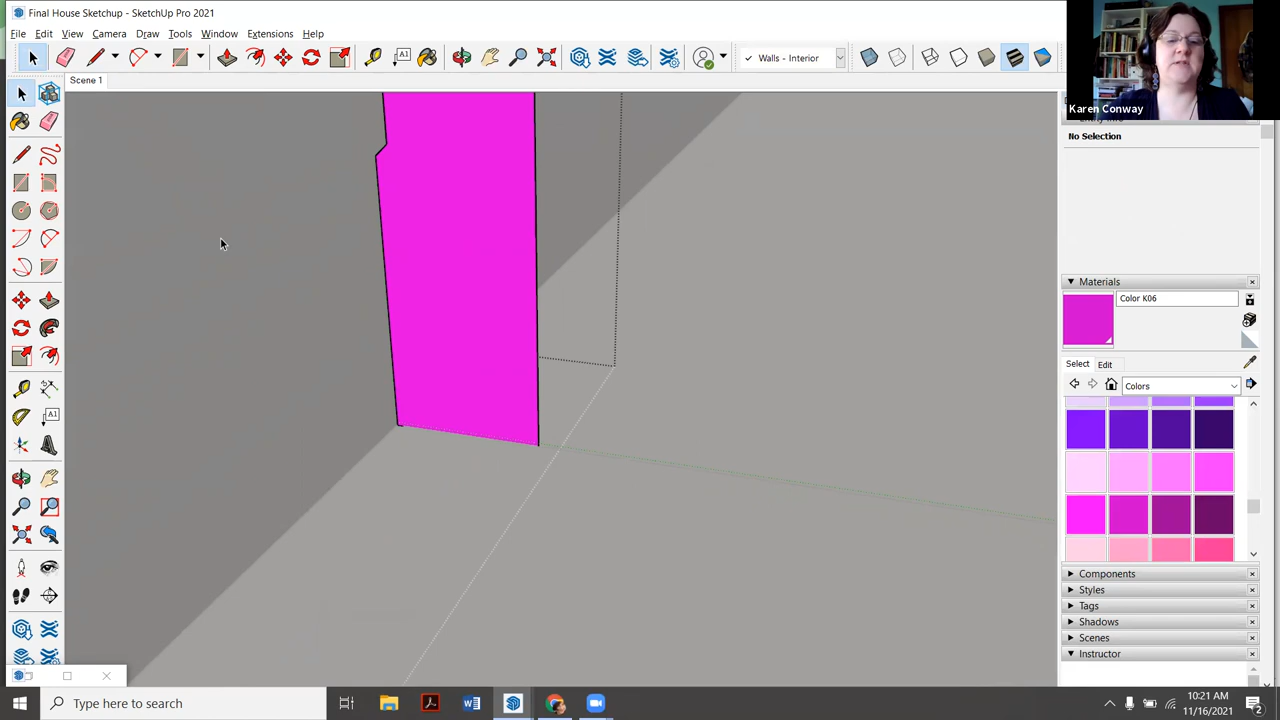 Final House Sketchup - SketchUp Pro 2021
File Edit View Camera Draw Tools Window Extensions Help
Walls - Interior
Scene 1
Karen Conway
No Selection
Materials
Color K06
Select Edit
Colors
Components
Styles
Tags
Shadows
Scenes
Instructor
Type here to search
10:21 AM
11/16/2021
2